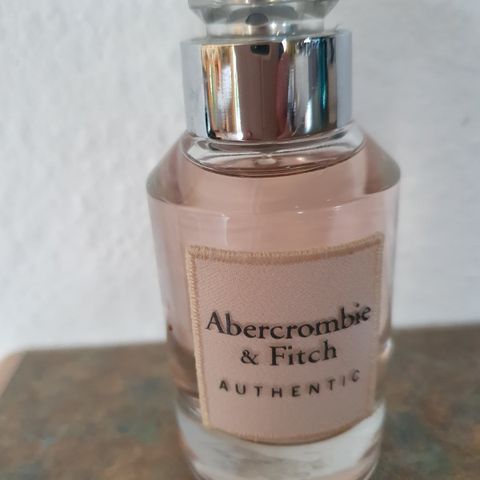 Abercrombie
& Fitch
AUTHENTIC